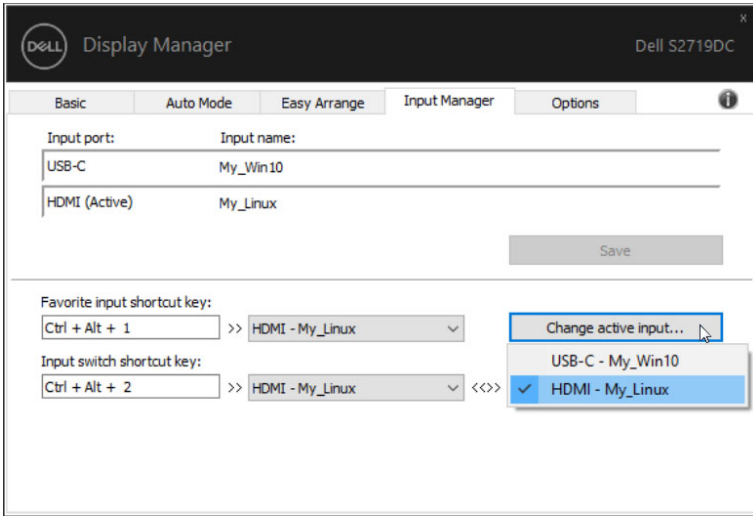 x
DELL Display Manager Dell S2719DC
Basic Auto Mode Easy Arrange Input Manager Options i
Input port: Input name:
USB-C My_Win10
HDMI (Active) My_Linux
Save
Favorite input shortcut key:
Ctrl + Alt + 1 >> HDMI - My_Linux Change active input...
USB-C - My_Win10
Input switch shortcut key:
Ctrl + Alt + 2 >> HDMI - My_Linux <<>> HDMI - My_Linux